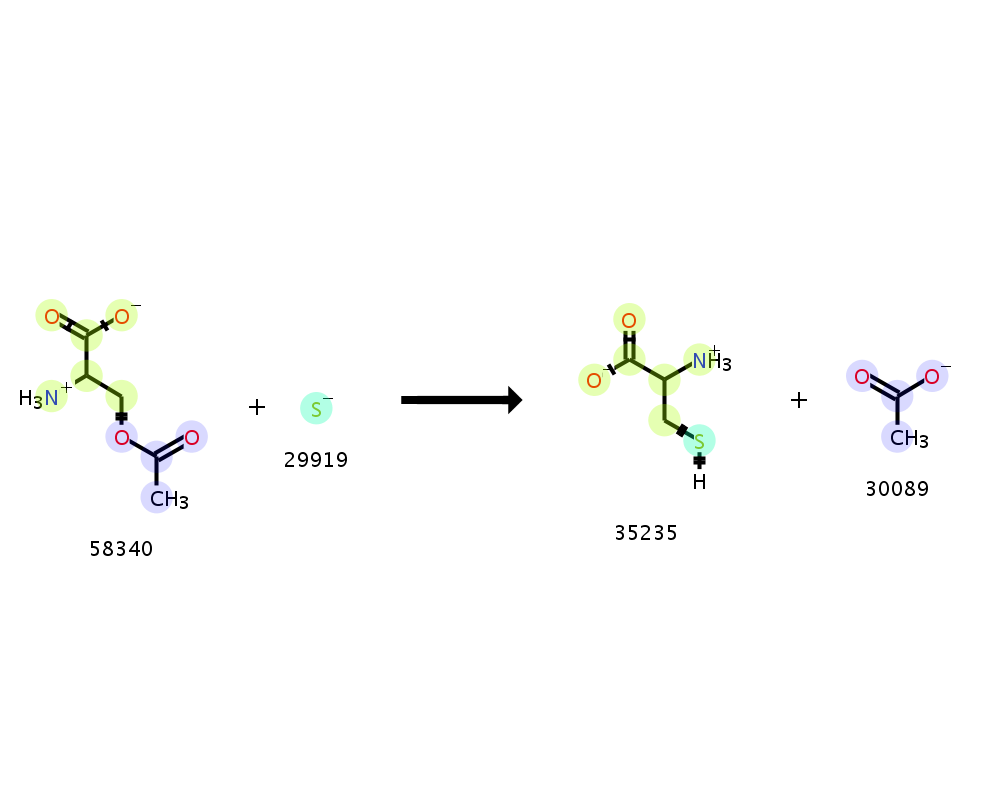 O O−
H3N+
O O
CH3
58340
+
S−
29919
O
O− NH3+
S
H
35235
+
O O−
CH3
30089